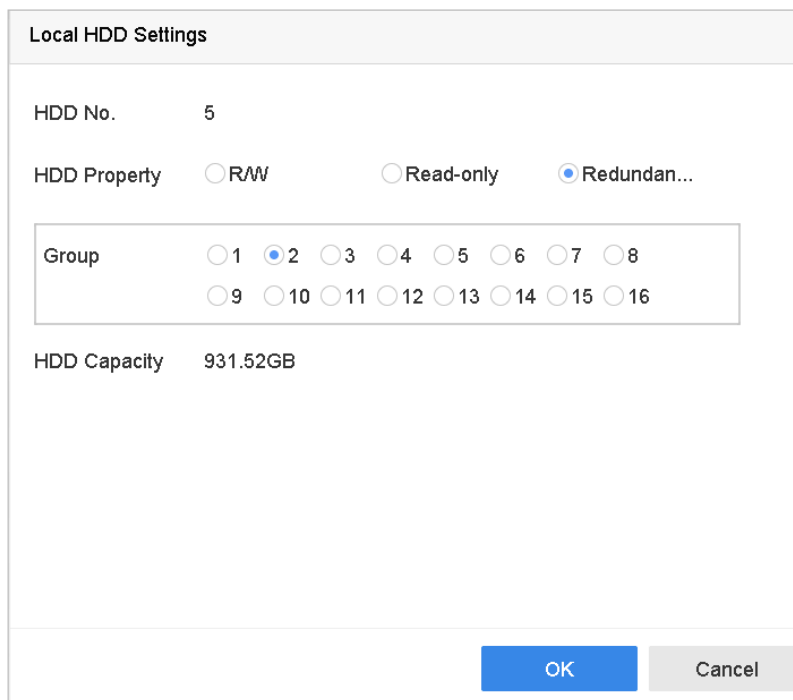 Local HDD Settings
HDD No. 5
HDD Property R/W Read-only Redundan...
Group 1 2 3 4 5 6 7 8
9 10 11 12 13 14 15 16
HDD Capacity 931.52GB
OK Cancel